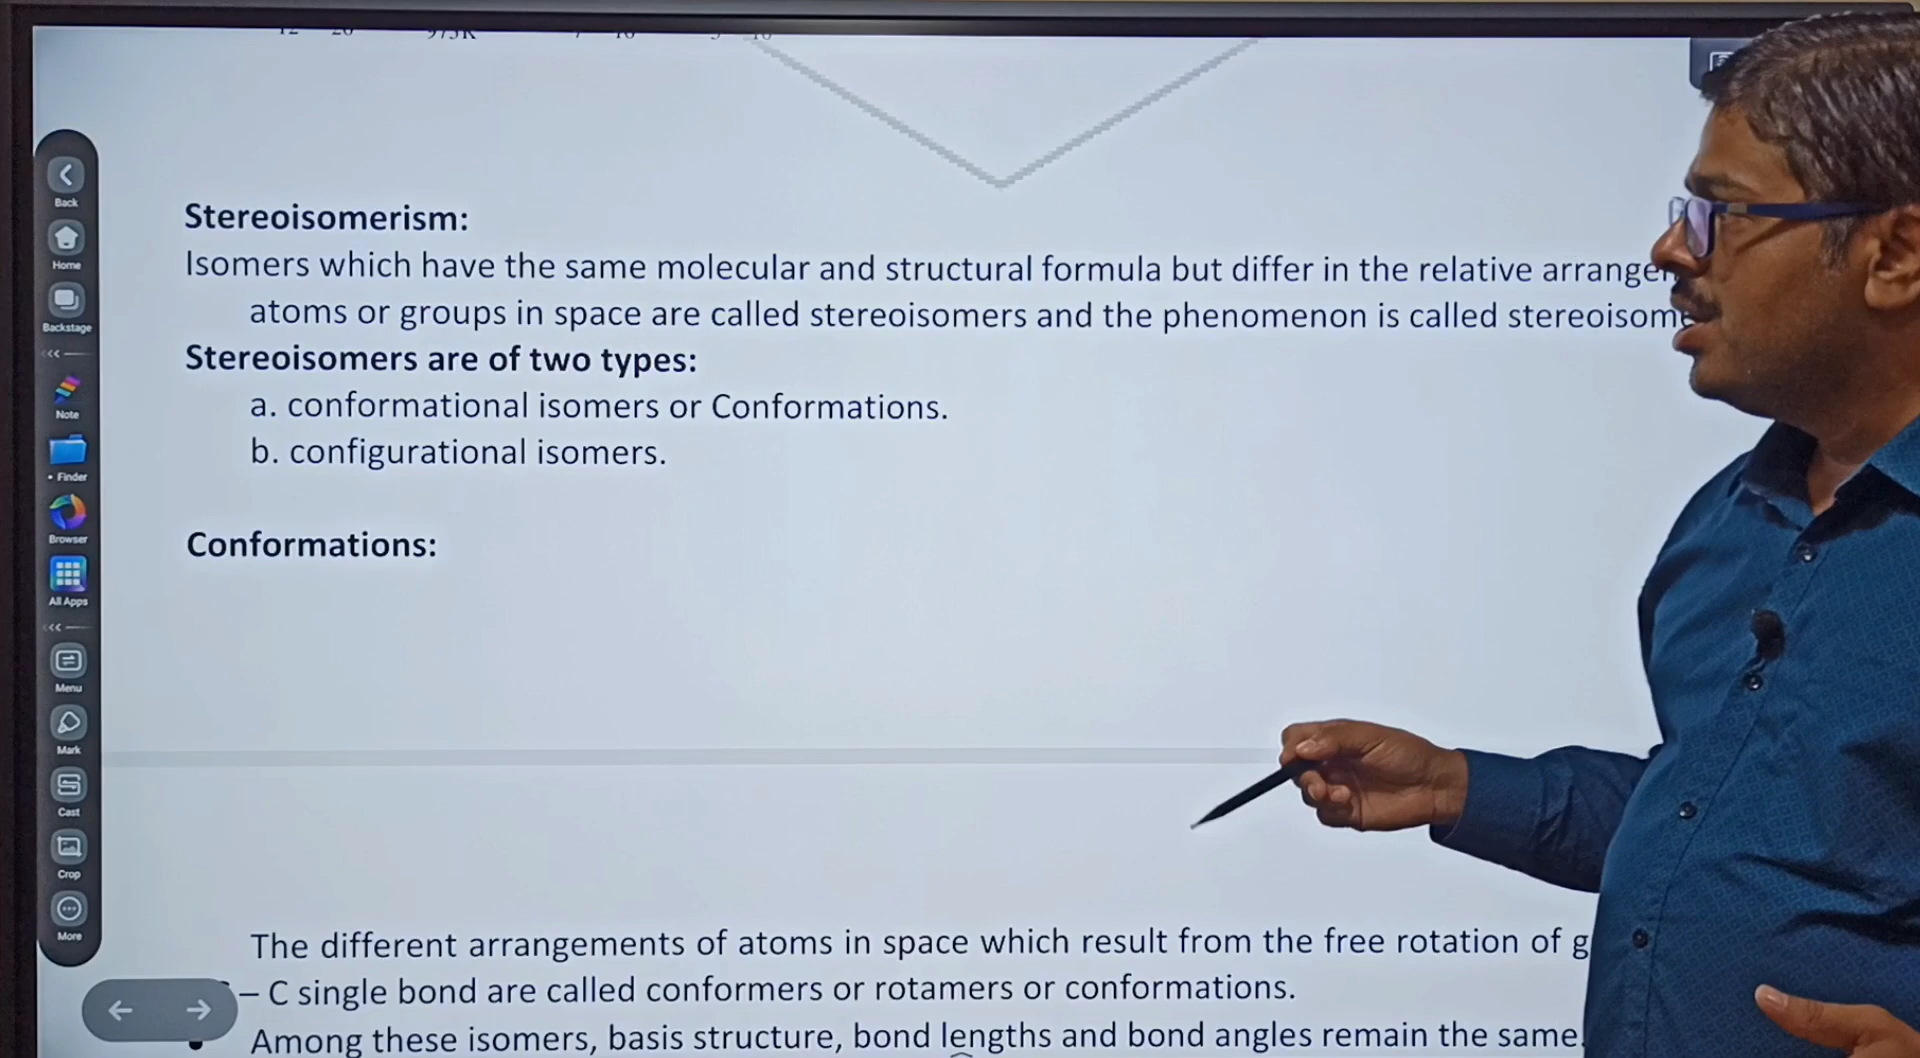 Back
Home
Backstage
Note
Finder
Browser
All Apps
Menu
Mark
Cast
Crop
More
Stereoisomerism:
Isomers which have the same molecular and structural formula but differ in the relative
atoms or groups in space are called stereoisomers and the phenomenon is called
Stereoisomers are of two types:
a. conformational isomers or Conformations.
b. configurational isomers.
Conformations:
The different arrangements of atoms in space which result from the free rotation of
– C single bond are called conformers or rotamers or conformations.
• Among these isomers, basis structure, bond lengths and bond angles remain the same